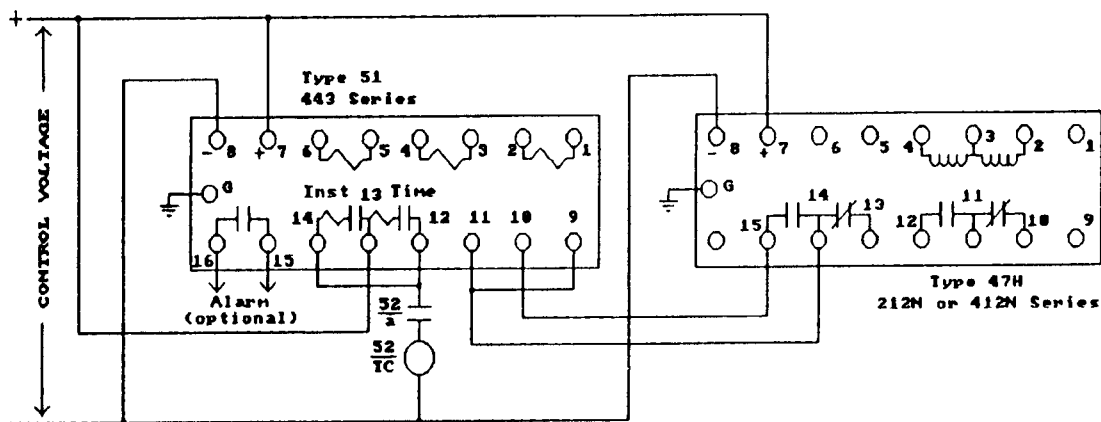 +
CONTROL VOLTAGE
Type 51
443 Series
- 8 + 7 6 5 4 3 2 1
G
Inst 13 Time
14 12 11 10 9
16 15
Alarm
(optional)
52
a
52
TC
- 8 + 7 6 5 4 3 2 1
G
15 14 13 12 11 10 9
Type 47H
212N or 412N Series